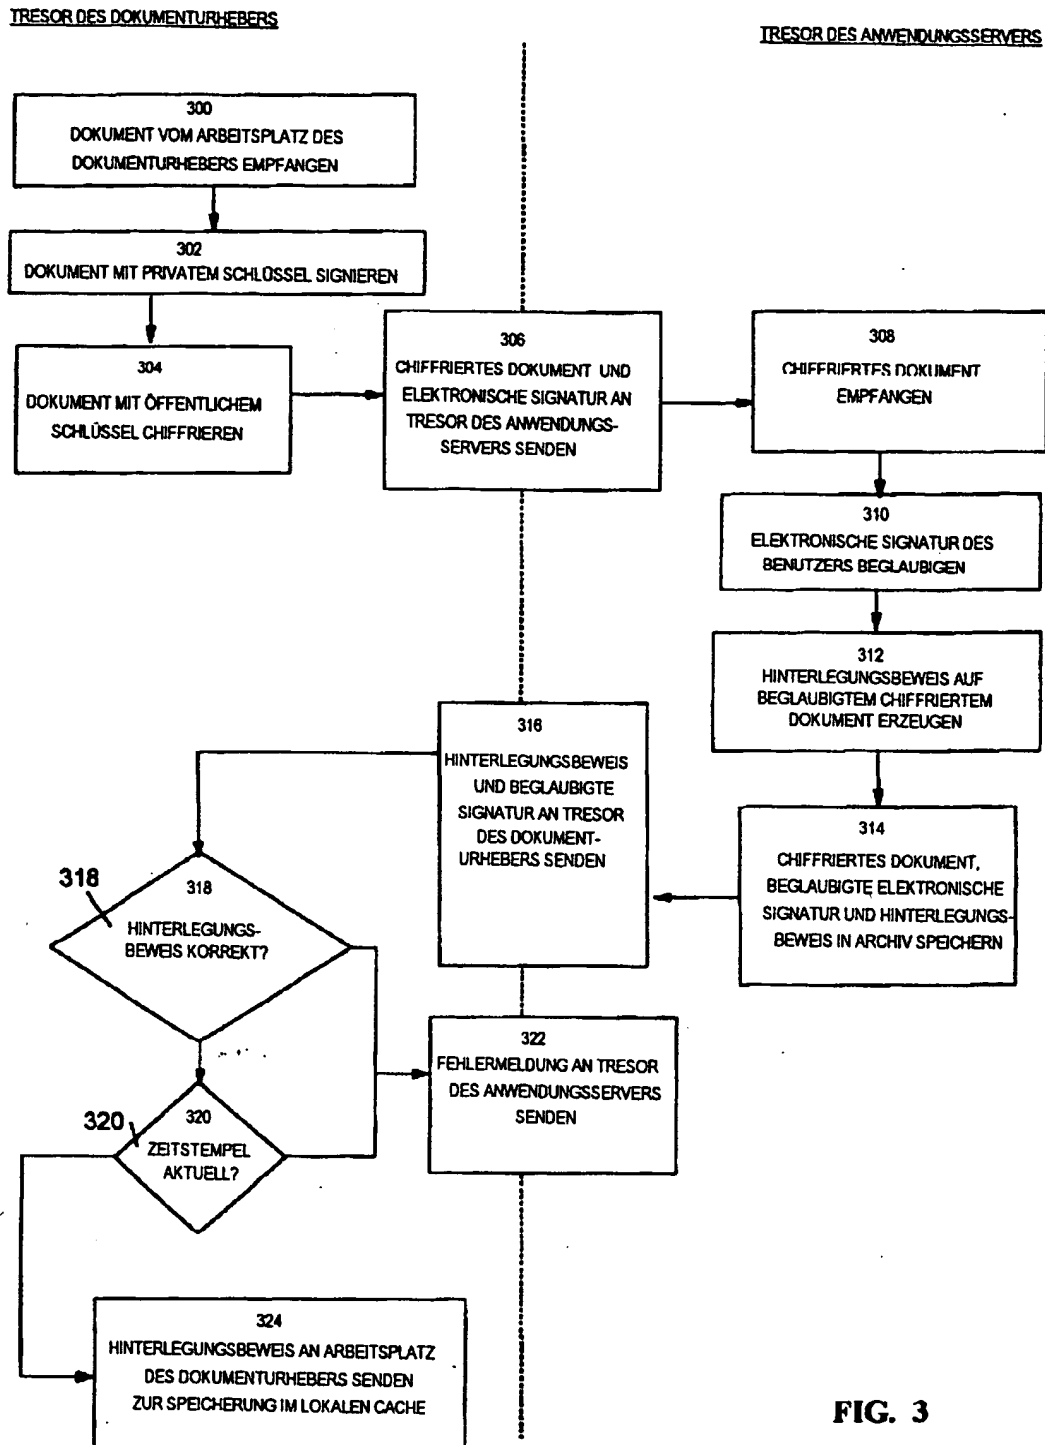 TRESOR DES DOKUMENTURHEBERS
TRESOR DES ANWENDUNGSSERVERS
300
DOKUMENT VOM ARBEITSPLATZ DES
DOKUMENTURHEBERS EMPFANGEN
302
DOKUMENT MIT PRIVATEM SCHLÜSSEL SIGNIEREN
304
DOKUMENT MIT ÖFFENTLICHEM
SCHLÜSSEL CHIFFRIEREN
306
CHIFFRIERTES DOKUMENT UND
ELEKTRONISCHE SIGNATUR AN
TRESOR DES ANWENDUNGS-
SERVERS SENDEN
308
CHIFFRIERTES DOKUMENT
EMPFANGEN
310
ELEKTRONISCHE SIGNATUR DES
BENUTZERS BEGLAUBIGEN
312
HINTERLEGUNGSBEWEIS AUF
BEGLAUBIGTEM CHIFFRIERTEM
DOKUMENT ERZEUGEN
314
CHIFFRIERTES DOKUMENT,
BEGLAUBIGTE ELEKTRONISCHE
SIGNATUR UND HINTERLEGUNGS-
BEWEIS IN ARCHIV SPEICHERN
316
HINTERLEGUNGSBEWEIS
UND BEGLAUBIGTE
SIGNATUR AN TRESOR
DES DOKUMENT-
URHEBERS SENDEN
318
318
HINTERLEGUNGS-
BEWEIS KORREKT?
320
320
ZEITSTEMPEL
AKTUELL?
322
FEHLERMELDUNG AN TRESOR
DES ANWENDUNGSSERVERS
SENDEN
324
HINTERLEGUNGSBEWEIS AN ARBEITSPLATZ
DES DOKUMENTURHEBERS SENDEN
ZUR SPEICHERUNG IM LOKALEN CACHE
FIG. 3